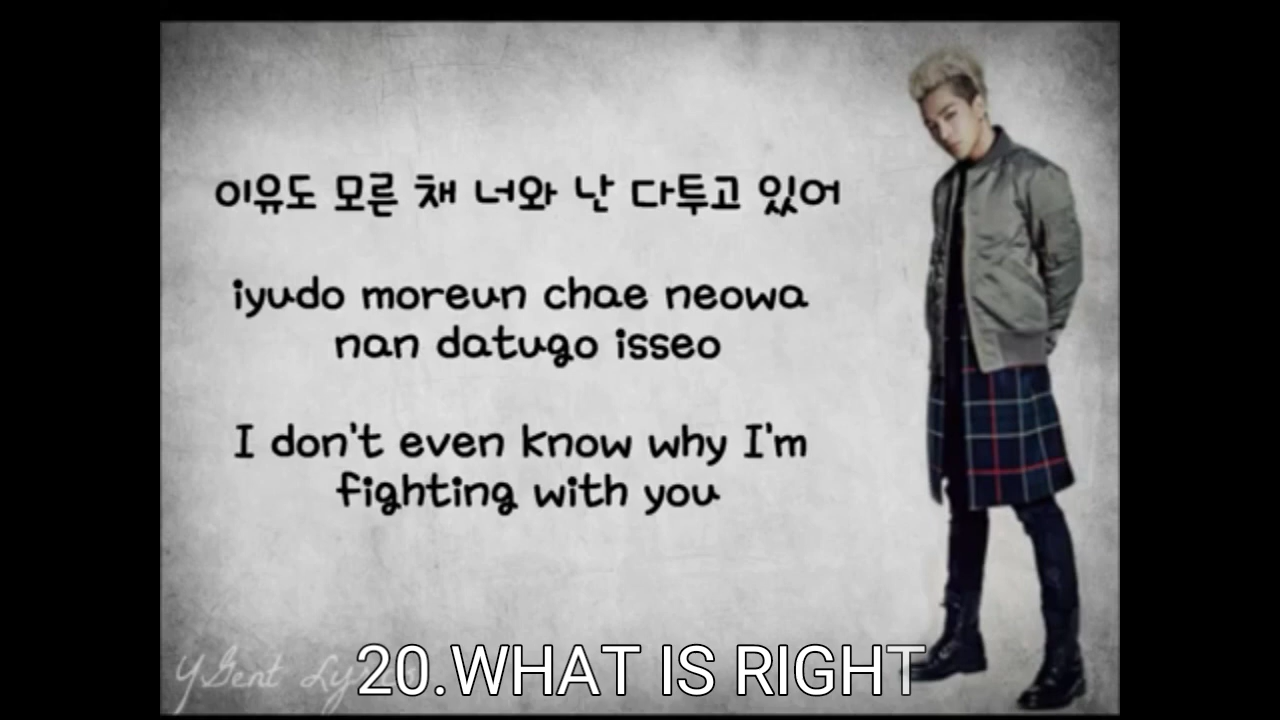 이유도 모른 채 너와 난 다투고 있어
iyudo moreun chae neowa
nan datugo isseo
I don't even know why I'm
fighting with you
YGent
20.WHAT IS RIGHT